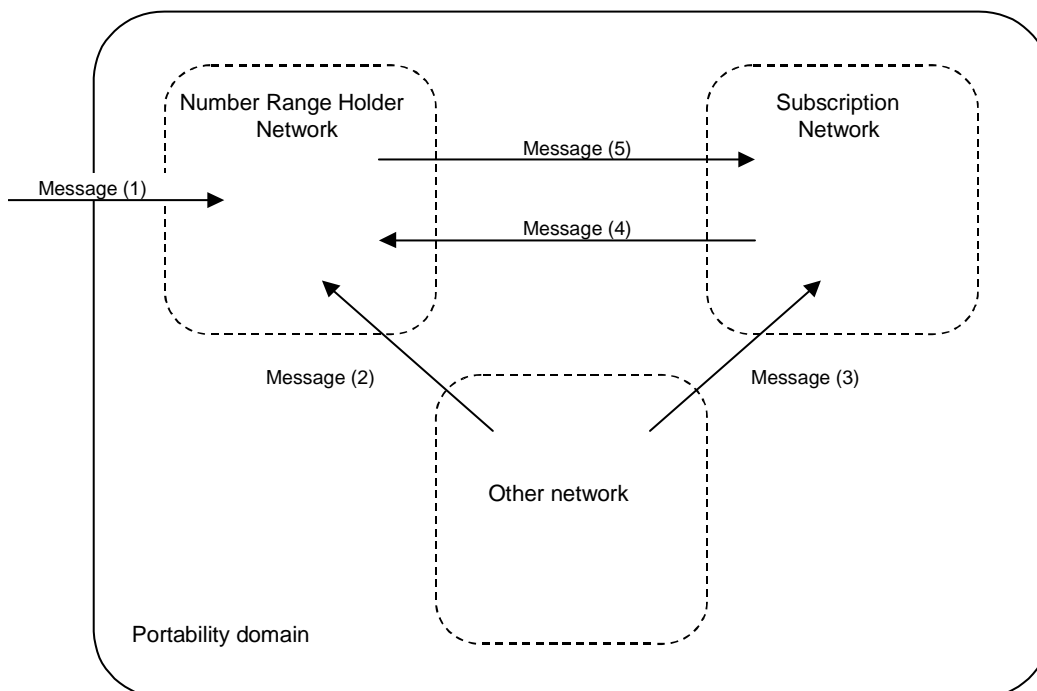 Number Range Holder
Network
Subscription
Network
Message (5)
Message (1)
Message (4)
Message (2)
Message (3)
Other network
Portability domain